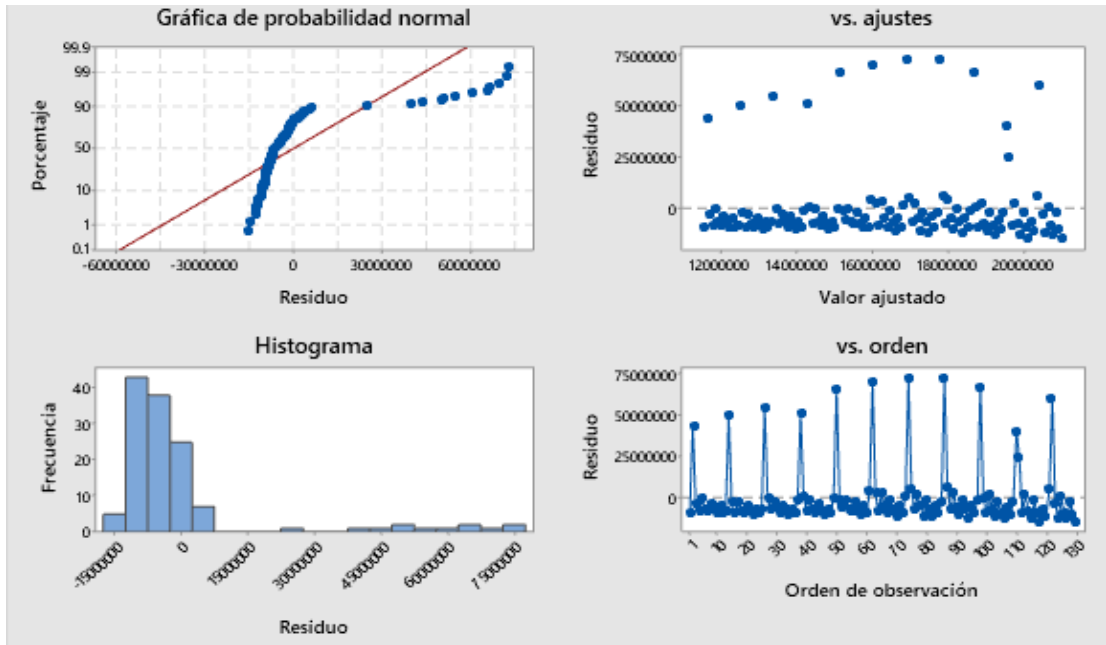 Gráfica de probabilidad normal
99.9
99
90
50
10
1
0.1
Porcentaje
-60000000 -30000000 0 30000000 60000000
Residuo
vs. ajustes
75000000
50000000
25000000
0
Residuo
12000000 14000000 16000000 18000000 20000000
Valor ajustado
Histograma
40
30
20
10
0
Frecuencia
-15000000 0 15000000 30000000 45000000 60000000 75000000
Residuo
vs. orden
75000000
50000000
25000000
0
Residuo
1 10 20 30 40 50 60 70 80 90 100 110 120 130
Orden de observación